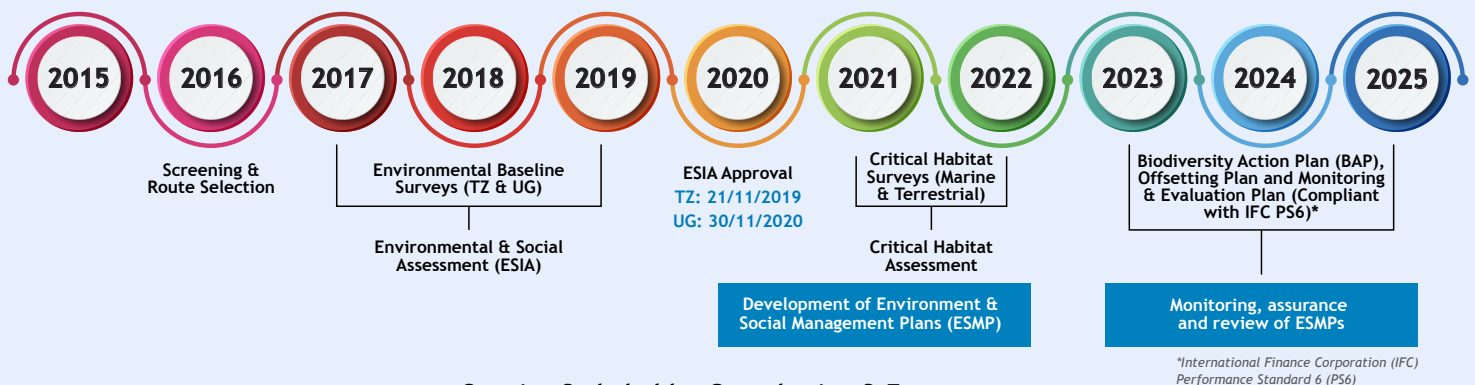 2015 2016 2017 2018 2019 2020 2021 2022 2023 2024 2025
Screening &
Route Selection
Environmental Baseline
Surveys (TZ & UG)
Environmental & Social
Assessment (ESIA)
ESIA Approval
TZ: 21/11/2019
UG: 30/11/2020
Critical Habitat
Surveys (Marine
& Terrestrial)
Critical Habitat
Assessment
Development of Environment &
Social Management Plans (ESMP)
Biodiversity Action Plan (BAP),
Offsetting Plan and Monitoring
& Evaluation Plan (Compliant
with IFC PS6)*
Monitoring, assurance
and review of ESMPs
*International Finance Corporation (IFC)
Performance Standard 6 (PS6)